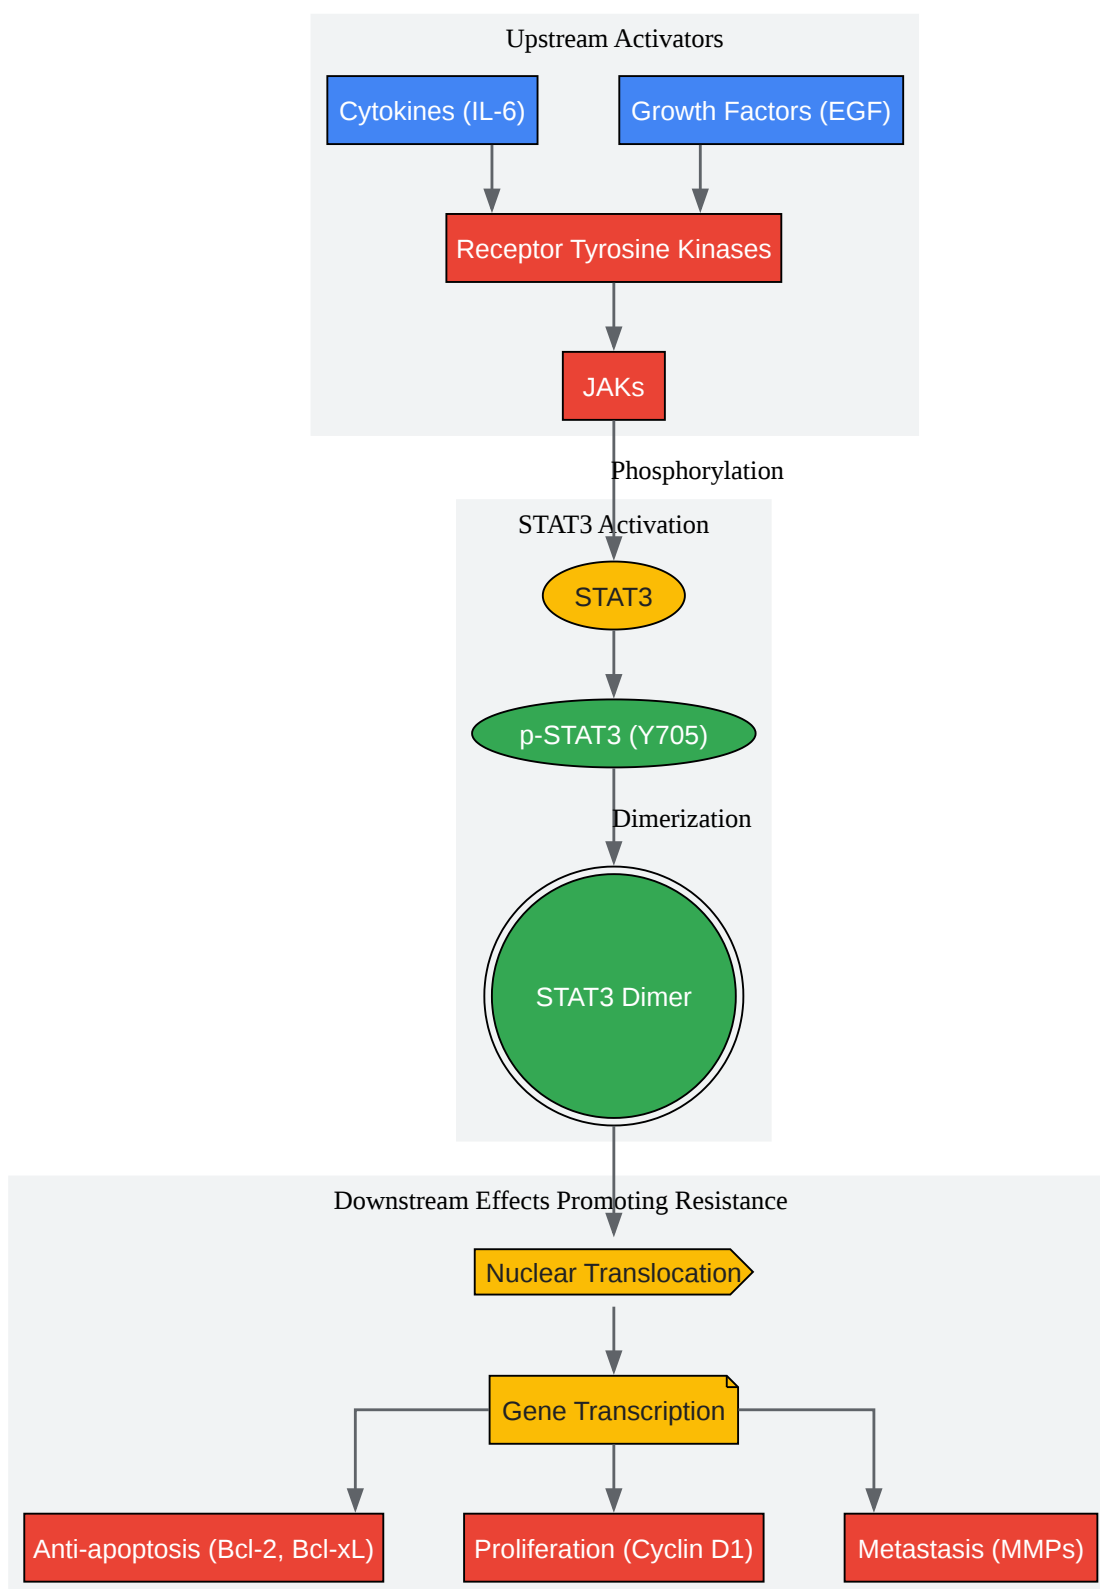 Upstream Activators
Cytokines (IL-6)
Growth Factors (EGF)
Receptor Tyrosine Kinases
JAKs
Phosphorylation
STAT3 Activation
STAT3
p-STAT3 (Y705)
Dimerization
STAT3 Dimer
Downstream Effects Promoting Resistance
Nuclear Translocation
Gene Transcription
Anti-apoptosis (Bcl-2, Bcl-xL)
Proliferation (Cyclin D1)
Metastasis (MMPs)